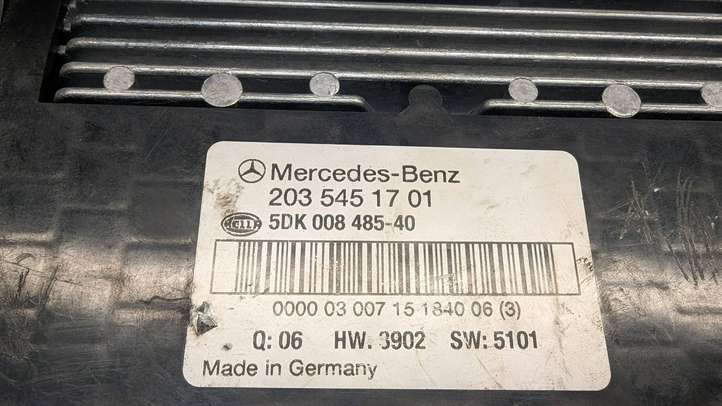 Mercedes-Benz
203 545 17 01
5DK 008 485-40
0000 03 007 15 1840 06 (3)
Q: 06 HW. 3902 SW: 5101
Made in Germany